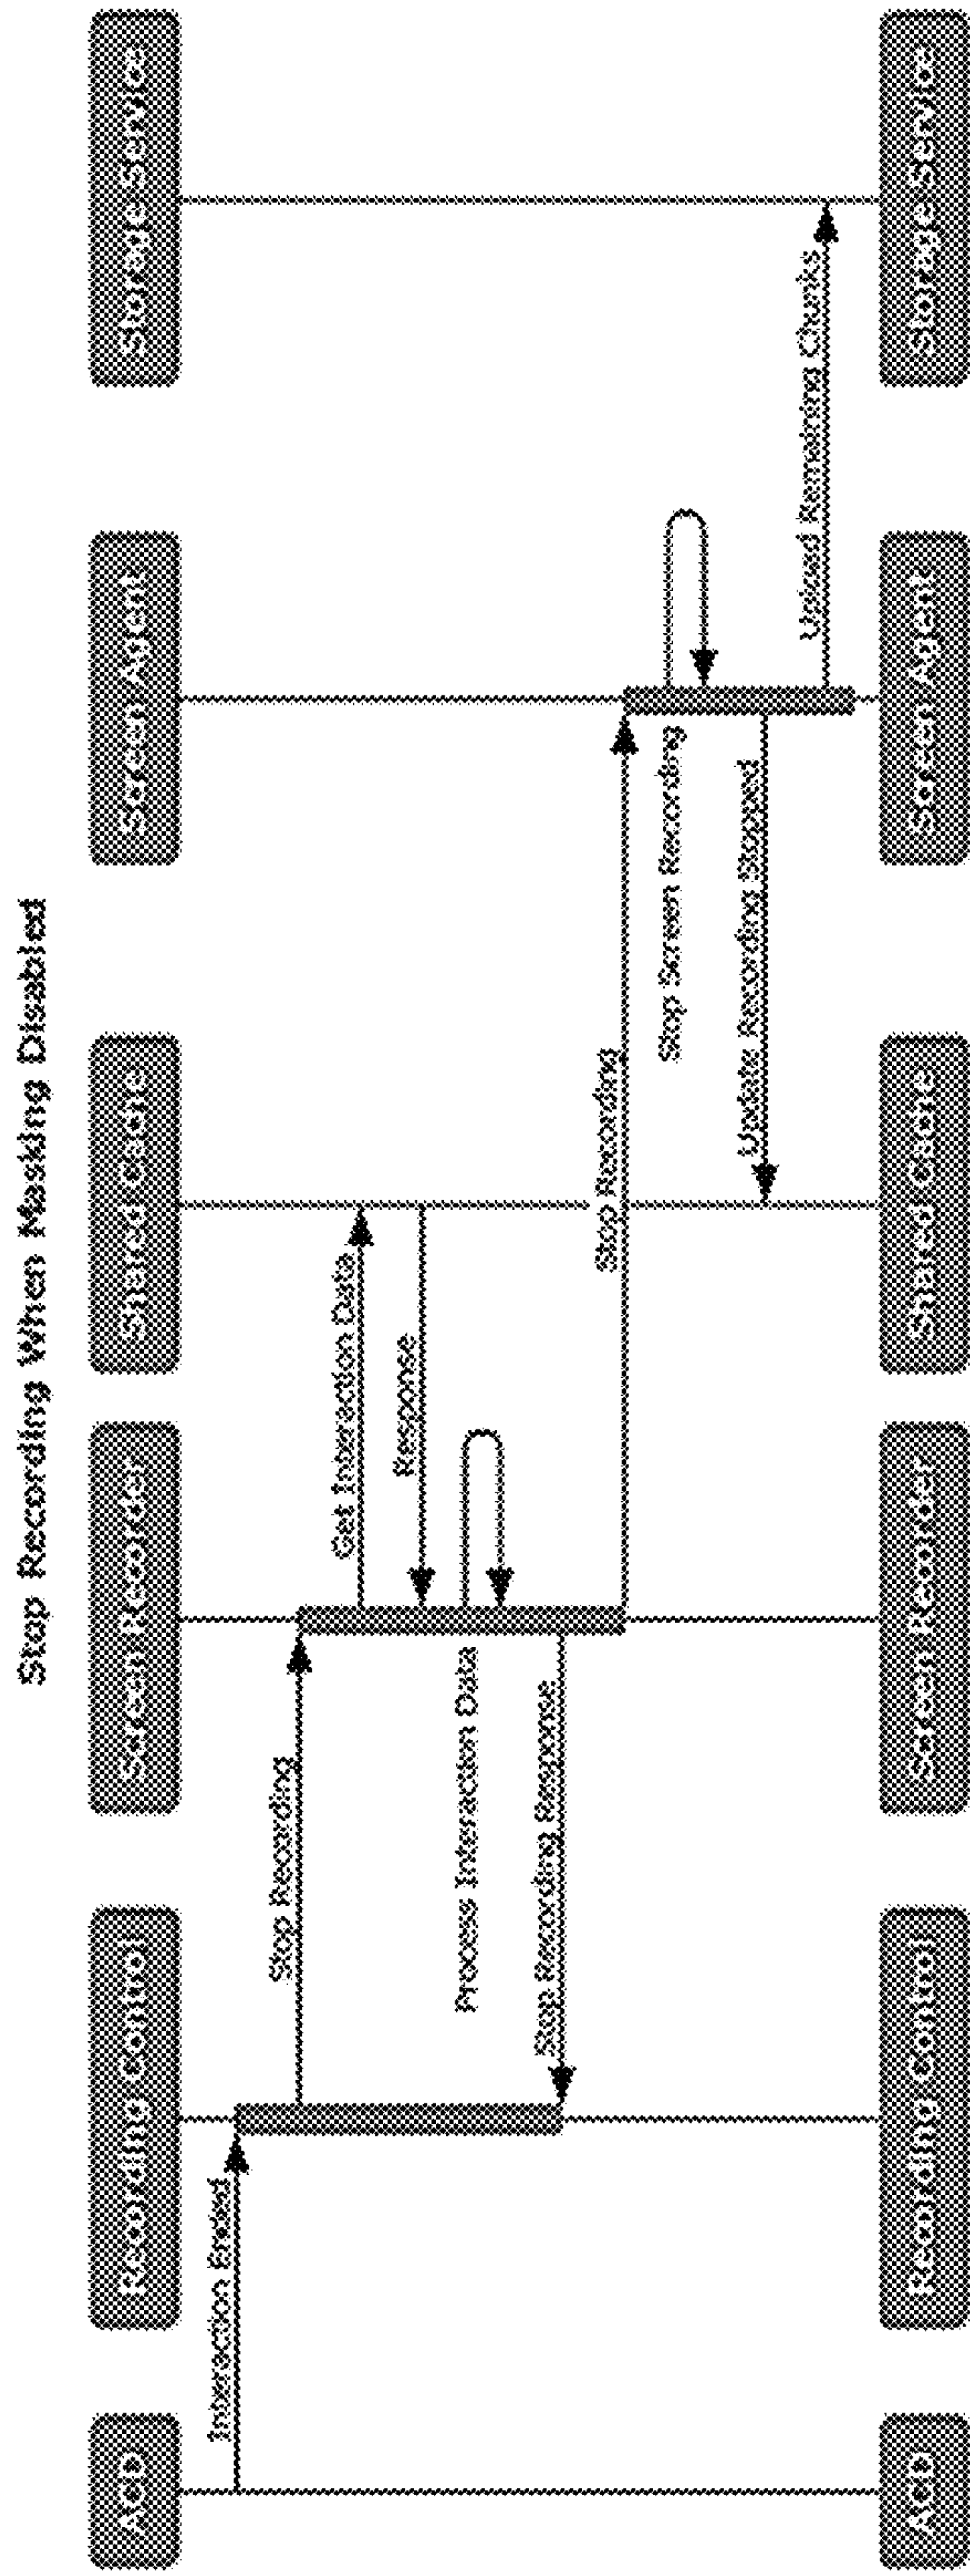 Stop Recording When Masking Disabled
ACD
Recording Control
Screen Recorder
Shared Cache
Screen Agent
Storage Service
Interaction Ended
Stop Recording
Get Interaction Data
Response
Process Interaction Data
Stop Recording Response
Stop Recording
Stop Screen Recording
Update Recording Stopped
Upload Remaining Chunks
ACD
Recording Control
Screen Recorder
Shared Cache
Screen Agent
Storage Service